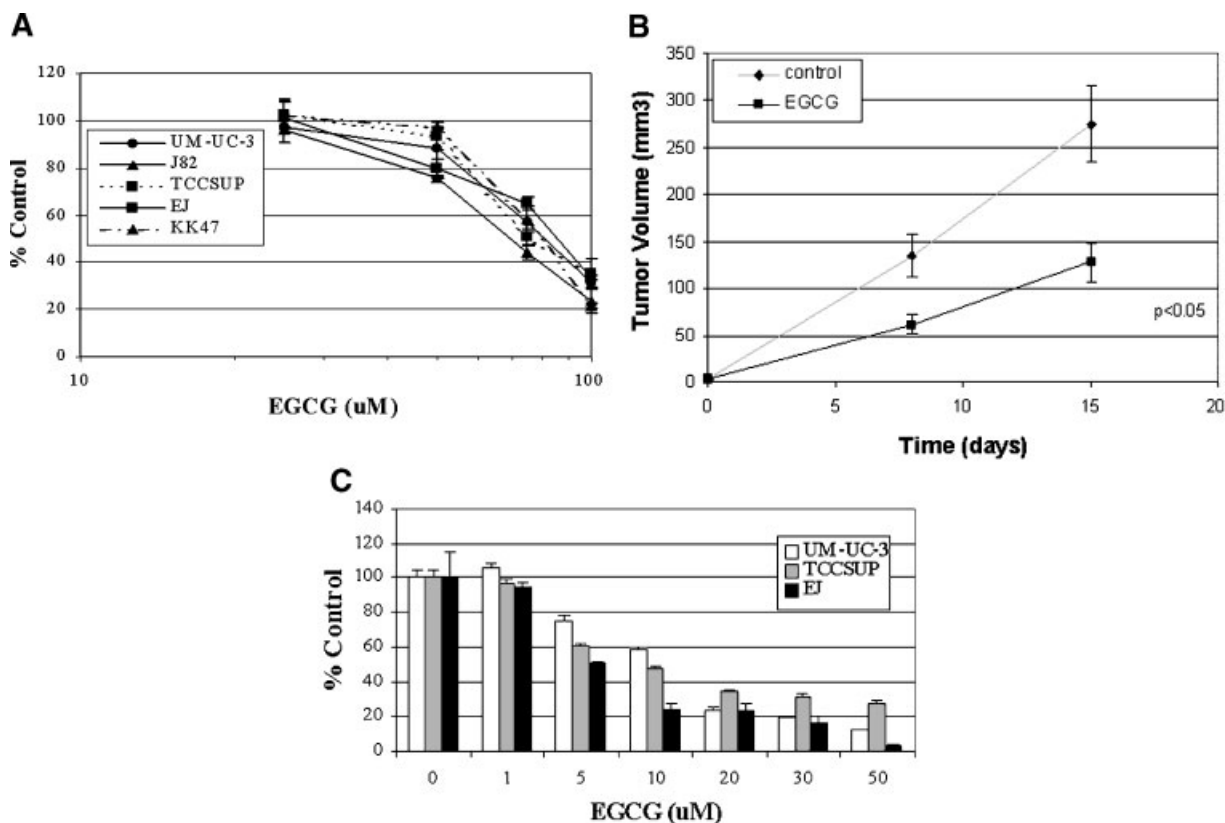 A
% Control
120
100
80
60
40
20
0
UM-UC-3
J82
TCCSUP
EJ
KK47
10
100
EGCG (uM)
B
Tumor Volume (mm3)
350
300
250
200
150
100
50
0
control
EGCG
p<0.05
0
5
10
15
20
Time (days)
C
% Control
140
120
100
80
60
40
20
0
UM-UC-3
TCCSUP
EJ
0
1
5
10
20
30
50
EGCG (uM)